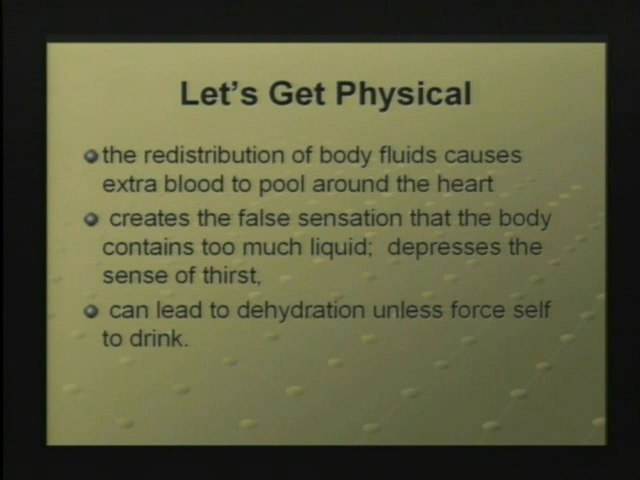 Let's Get Physical
the redistribution of body fluids causes
extra blood to pool around the heart
creates the false sensation that the body
contains too much liquid; depresses the
sense of thirst,
can lead to dehydration unless force self
to drink.